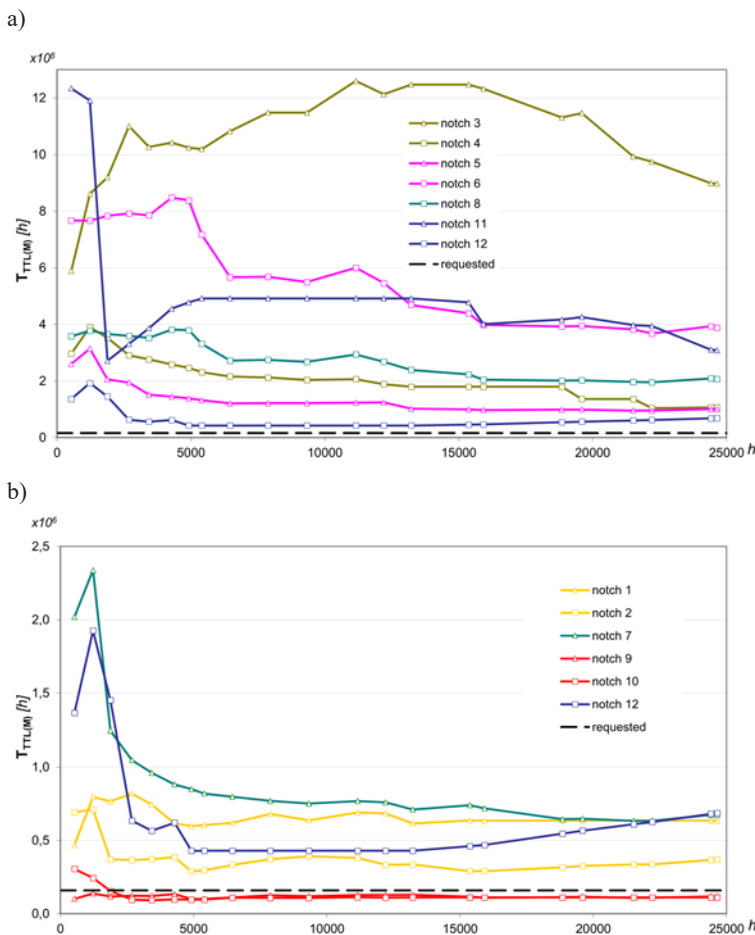 a)
x10⁶
12
10
8
6
4
2
0
T_TTL(M) [h]
notch 3
notch 4
notch 5
notch 6
notch 8
notch 11
notch 12
requested
0 5000 10000 15000 20000 25000 h
b)
x10⁶
2,5
2,0
1,5
1,0
0,5
0,0
T_TTL(M) [h]
notch 1
notch 2
notch 7
notch 9
notch 10
notch 12
requested
0 5000 10000 15000 20000 25000 h